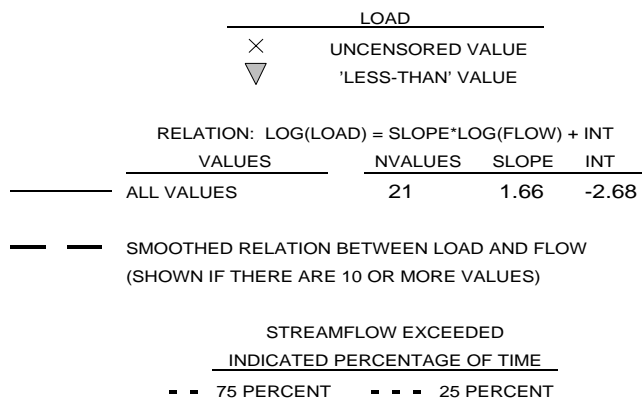 LOAD
UNCENSORED VALUE
'LESS-THAN' VALUE
RELATION: LOG(LOAD) = SLOPE*LOG(FLOW) + INT
VALUES NVALUES SLOPE INT
ALL VALUES 21 1.66 -2.68
SMOOTHED RELATION BETWEEN LOAD AND FLOW
(SHOWN IF THERE ARE 10 OR MORE VALUES)
STREAMFLOW EXCEEDED
INDICATED PERCENTAGE OF TIME
75 PERCENT 25 PERCENT